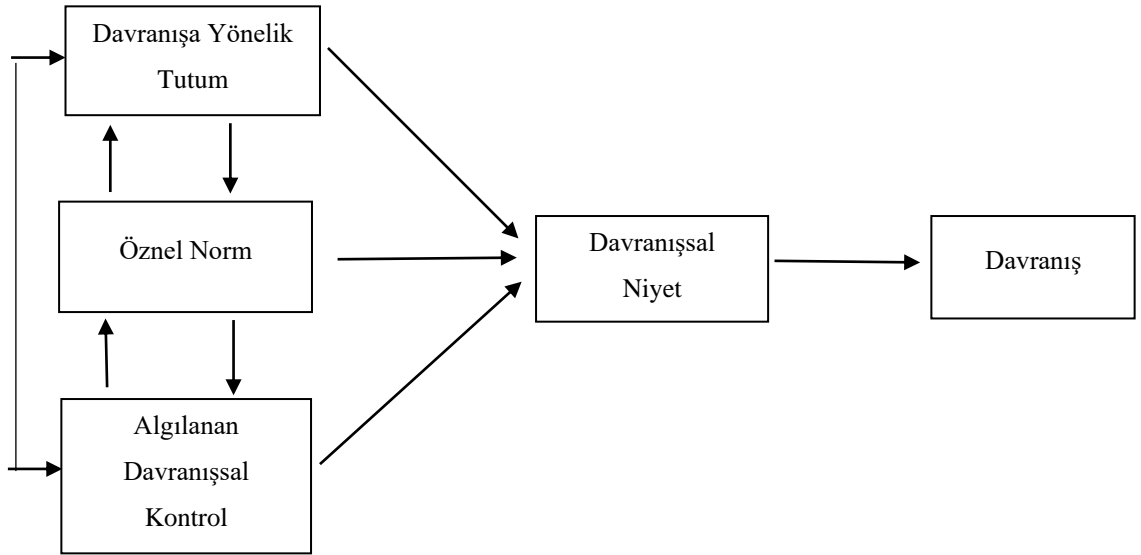 Davranışa Yönelik
Tutum
Öznel Norm
Algılanan
Davranışsal
Kontrol
Davranışsal
Niyet
Davranış